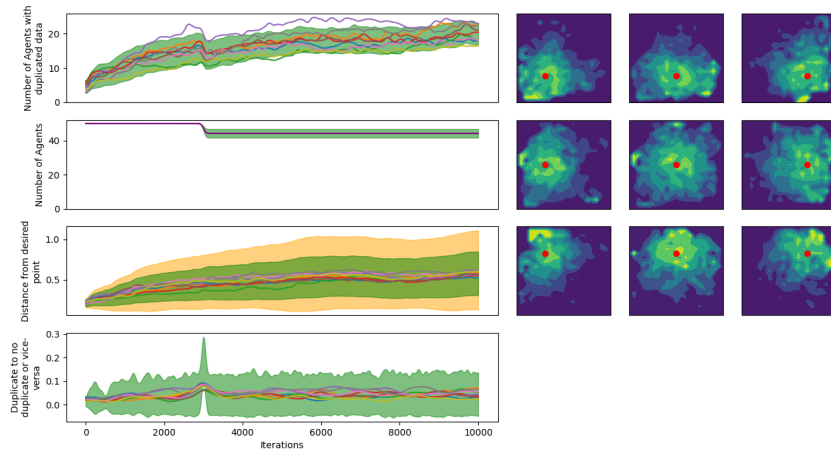 Number of Agents with
duplicated data
20
10
0
Number of Agents
40
20
0
Distance from desired
point
1.0
0.5
Duplicate to no
duplicate or vice-
versa
0.3
0.2
0.1
0.0
0
2000
4000
6000
8000
10000
Iterations